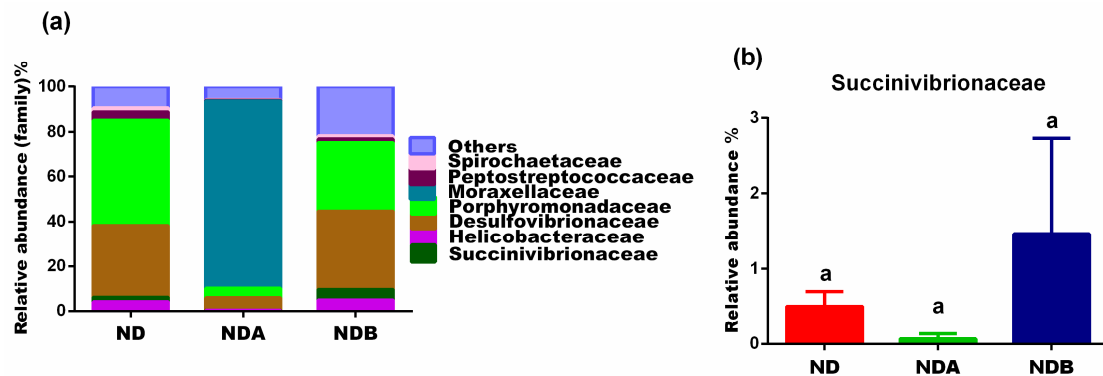 (a)
Relative abundance (family)%
100
80
60
40
20
0
ND
NDA
NDB
Others
Spirochaetaceae
Peptostreptococcaceae
Moraxellaceae
Porphyromonadaceae
Desulfovibrionaceae
Helicobacteraceae
Succinivibrionaceae
(b)
Succinivibrionaceae
Relative abundance %
3
2
1
0
a
a
a
ND
NDA
NDB